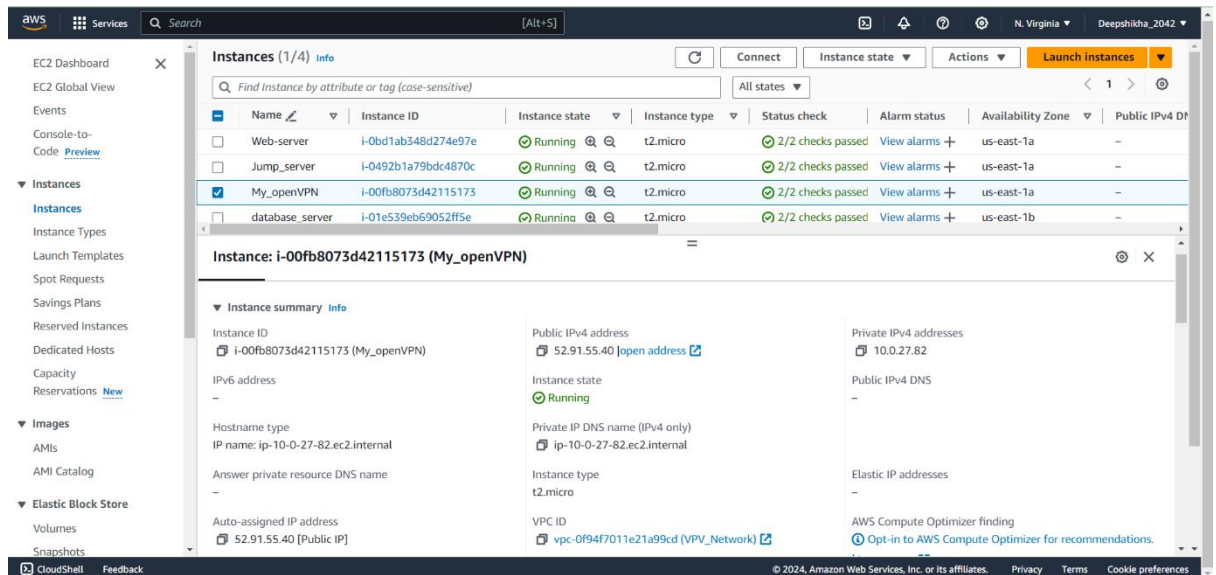 aws Services Search [Alt+S] N. Virginia ▼ Deepshikha_2042 ▼
EC2 Dashboard
EC2 Global View
Events
Console-to-
Code Preview
▼ Instances
Instances
Instance Types
Launch Templates
Spot Requests
Savings Plans
Reserved Instances
Dedicated Hosts
Capacity
Reservations New
▼ Images
AMIs
AMI Catalog
▼ Elastic Block Store
Volumes
Snapshots
Instances (1/4) Info Connect Instance state ▼ Actions ▼ Launch instances ▼
Find Instance by attribute or tag (case-sensitive) All states ▼ 1
Name Instance ID Instance state Instance type Status check Alarm status Availability Zone Public IPv4
Web-server i-0bd1ab348d274e97e Running t2.micro 2/2 checks passed View alarms + us-east-1a –
Jump_server i-0492b1a79bdc4870c Running t2.micro 2/2 checks passed View alarms + us-east-1a –
My_openVPN i-00fb8073d42115173 Running t2.micro 2/2 checks passed View alarms + us-east-1a –
database_server i-01e539eb69052ff5e Running t2.micro 2/2 checks passed View alarms + us-east-1b –
Instance: i-00fb8073d42115173 (My_openVPN)
▼ Instance summary Info
Instance ID Public IPv4 address Private IPv4 addresses
i-00fb8073d42115173 (My_openVPN) 52.91.55.40 |open address 10.0.27.82
IPv6 address Instance state Public IPv4 DNS
– Running –
Hostname type Private IP DNS name (IPv4 only)
IP name: ip-10-0-27-82.ec2.internal ip-10-0-27-82.ec2.internal
Answer private resource DNS name Instance type Elastic IP addresses
– t2.micro –
Auto-assigned IP address VPC ID AWS Compute Optimizer finding
52.91.55.40 [Public IP] vpc-0f94f7011e21a99cd (VPV_Network) Opt-in to AWS Compute Optimizer for recommendations.
CloudShell Feedback © 2024, Amazon Web Services, Inc. or its affiliates. Privacy Terms Cookie preferences